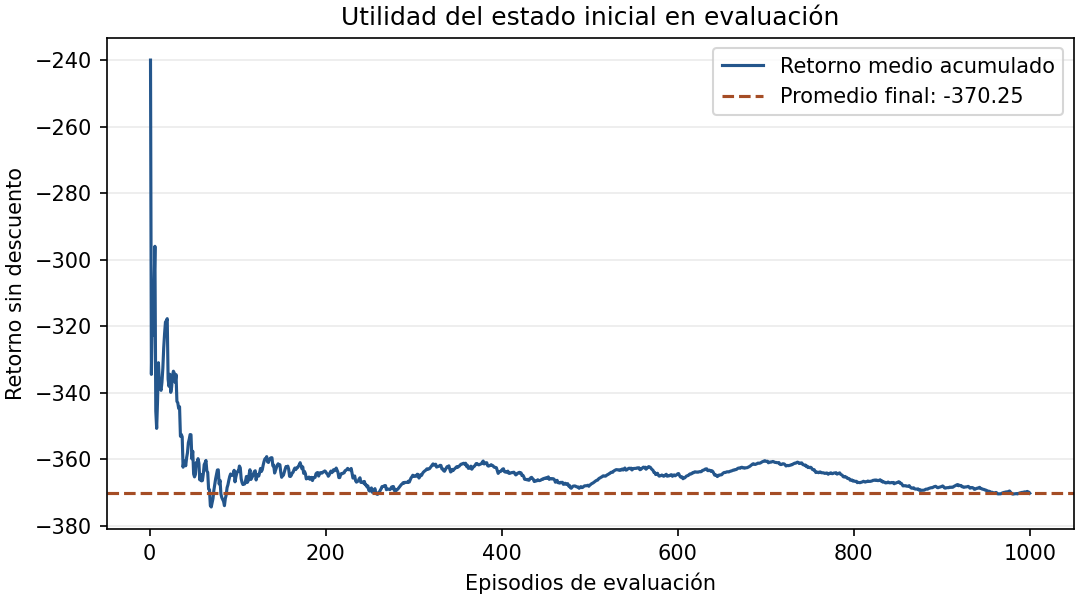 Utilidad del estado inicial en evaluación
Retorno medio acumulado
Promedio final: -370.25
Retorno sin descuento
−240
−260
−280
−300
−320
−340
−360
−380
0
200
400
600
800
1000
Episodios de evaluación